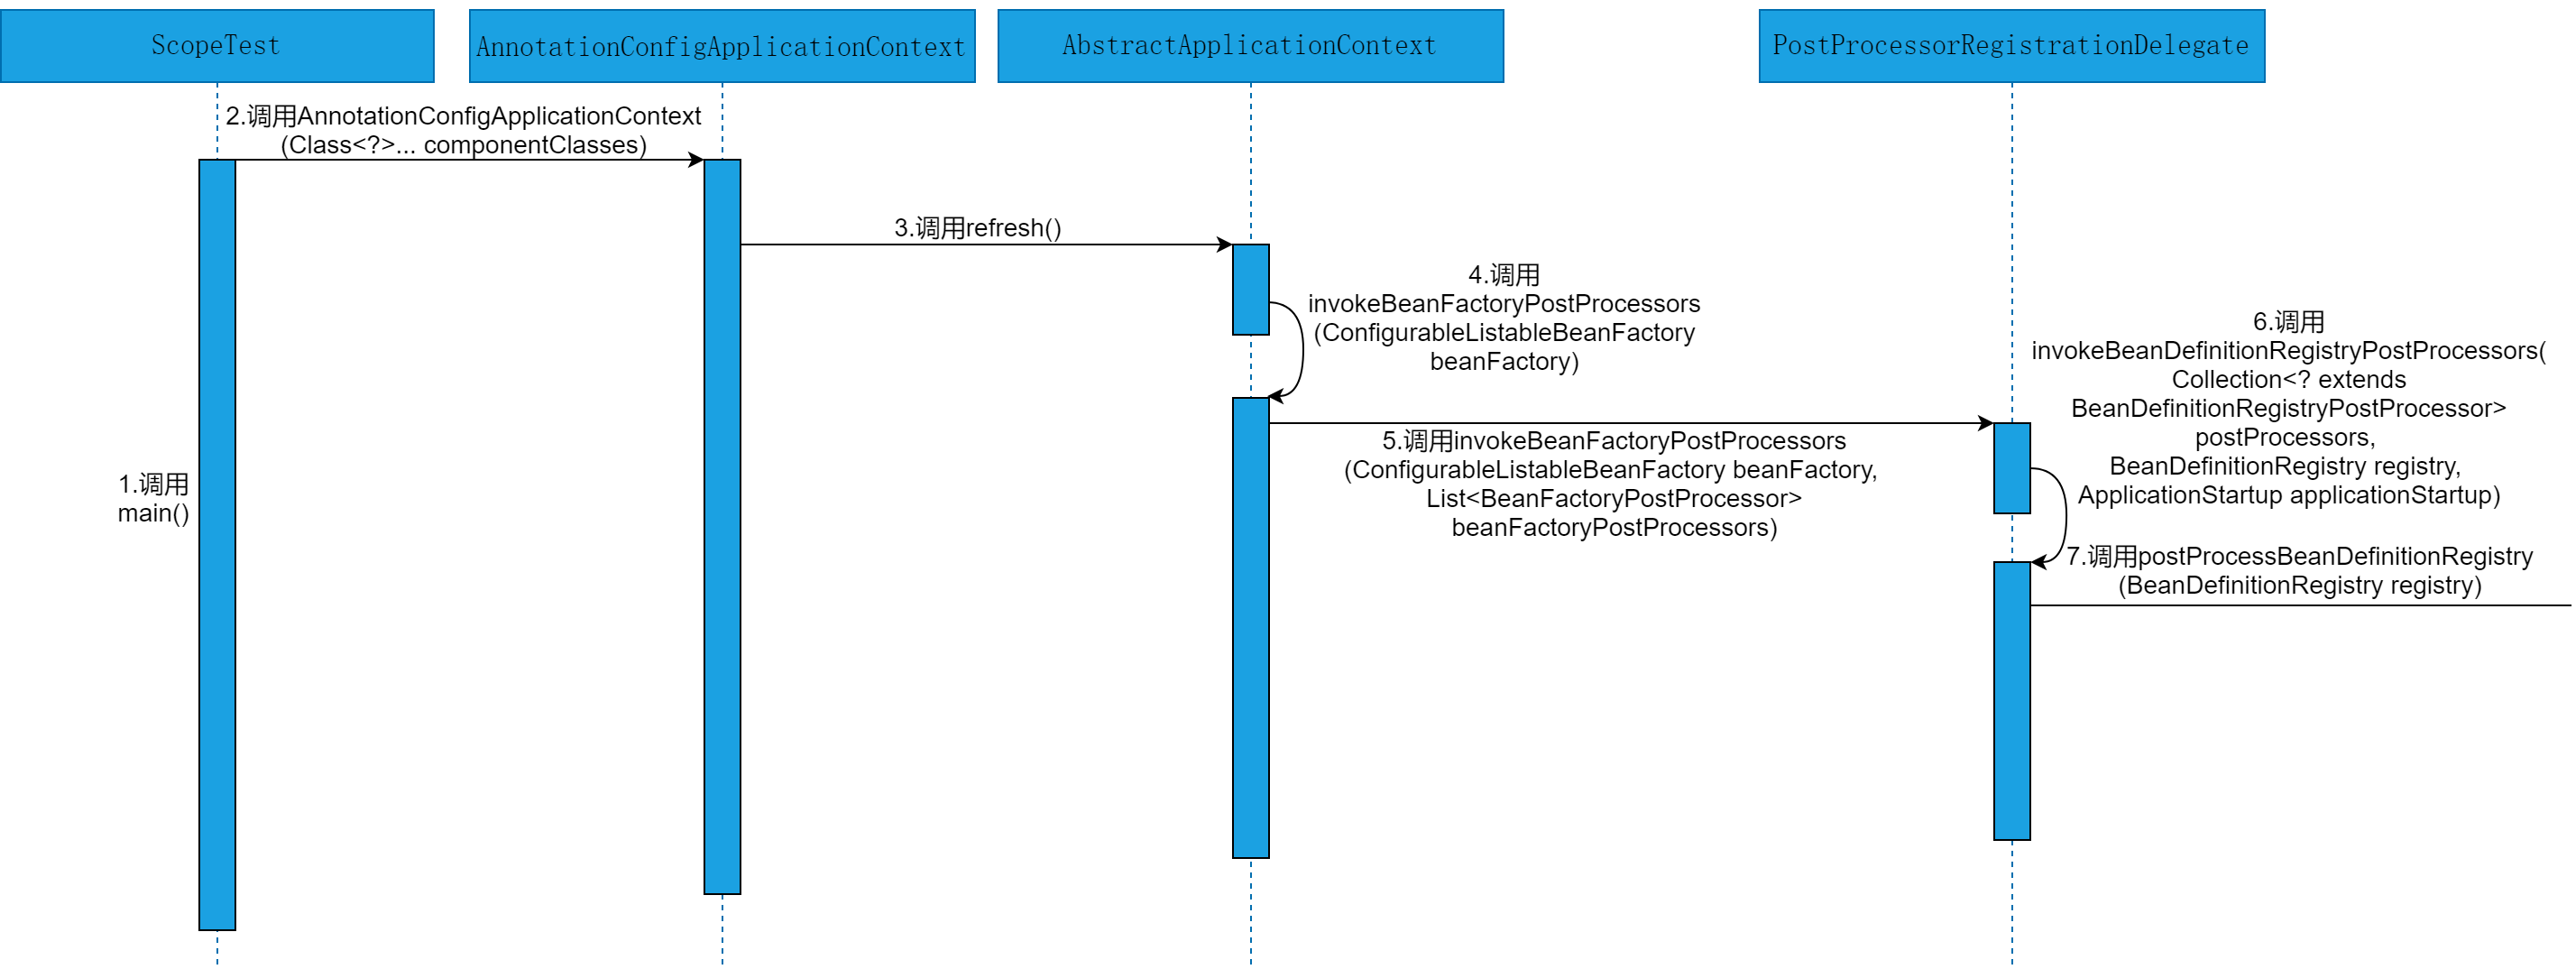 ScopeTest
AnnotationConfigApplicationContext
AbstractApplicationContext
PostProcessorRegistrationDelegate
2.调用AnnotationConfigApplicationContext
(Class<?>... componentClasses)
3.调用refresh()
4.调用
invokeBeanFactoryPostProcessors
(ConfigurableListableBeanFactory
beanFactory)
6.调用
invokeBeanDefinitionRegistryPostProcessors(
Collection<? extends
BeanDefinitionRegistryPostProcessor>
postProcessors,
BeanDefinitionRegistry registry,
ApplicationStartup applicationStartup)
5.调用invokeBeanFactoryPostProcessors
(ConfigurableListableBeanFactory beanFactory,
List<BeanFactoryPostProcessor>
beanFactoryPostProcessors)
1.调用
main()
7.调用postProcessBeanDefinitionRegistry
(BeanDefinitionRegistry registry)